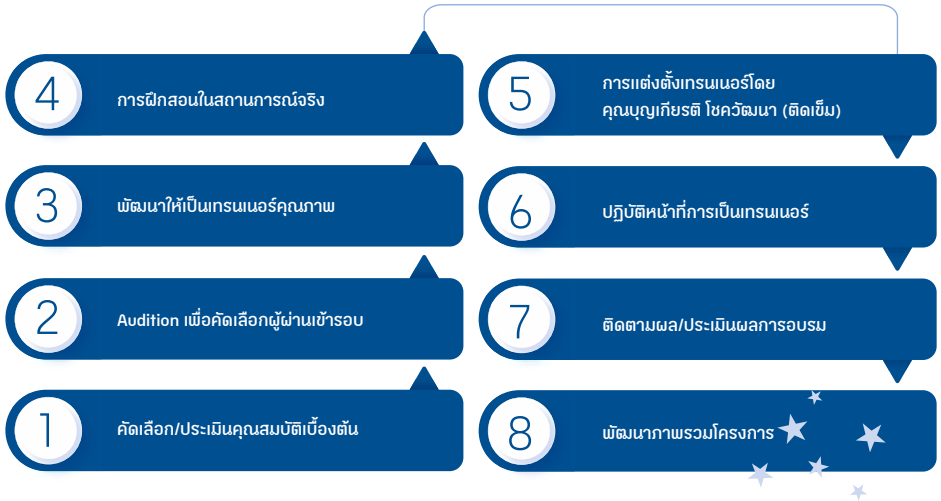 4
การฝึกสอนในสถานการณ์จริง
3
พัฒนาให้เป็นเทรนเนอร์คุณภาพ
2
Audition เพื่อคัดเลือกผู้ผ่านเข้ารอบ
1
คัดเลือก/ประเมินคุณสมบัติเบื้องต้น
5
การแต่งตั้งเทรนเนอร์โดย
คุณบุญเกียรติ โชควัฒนา (ติดเข็ม)
6
ปฏิบัติหน้าที่การเป็นเทรนเนอร์
7
ติดตามผล/ประเมินผลการอบรม
8
พัฒนาภาพรวมโครงการ